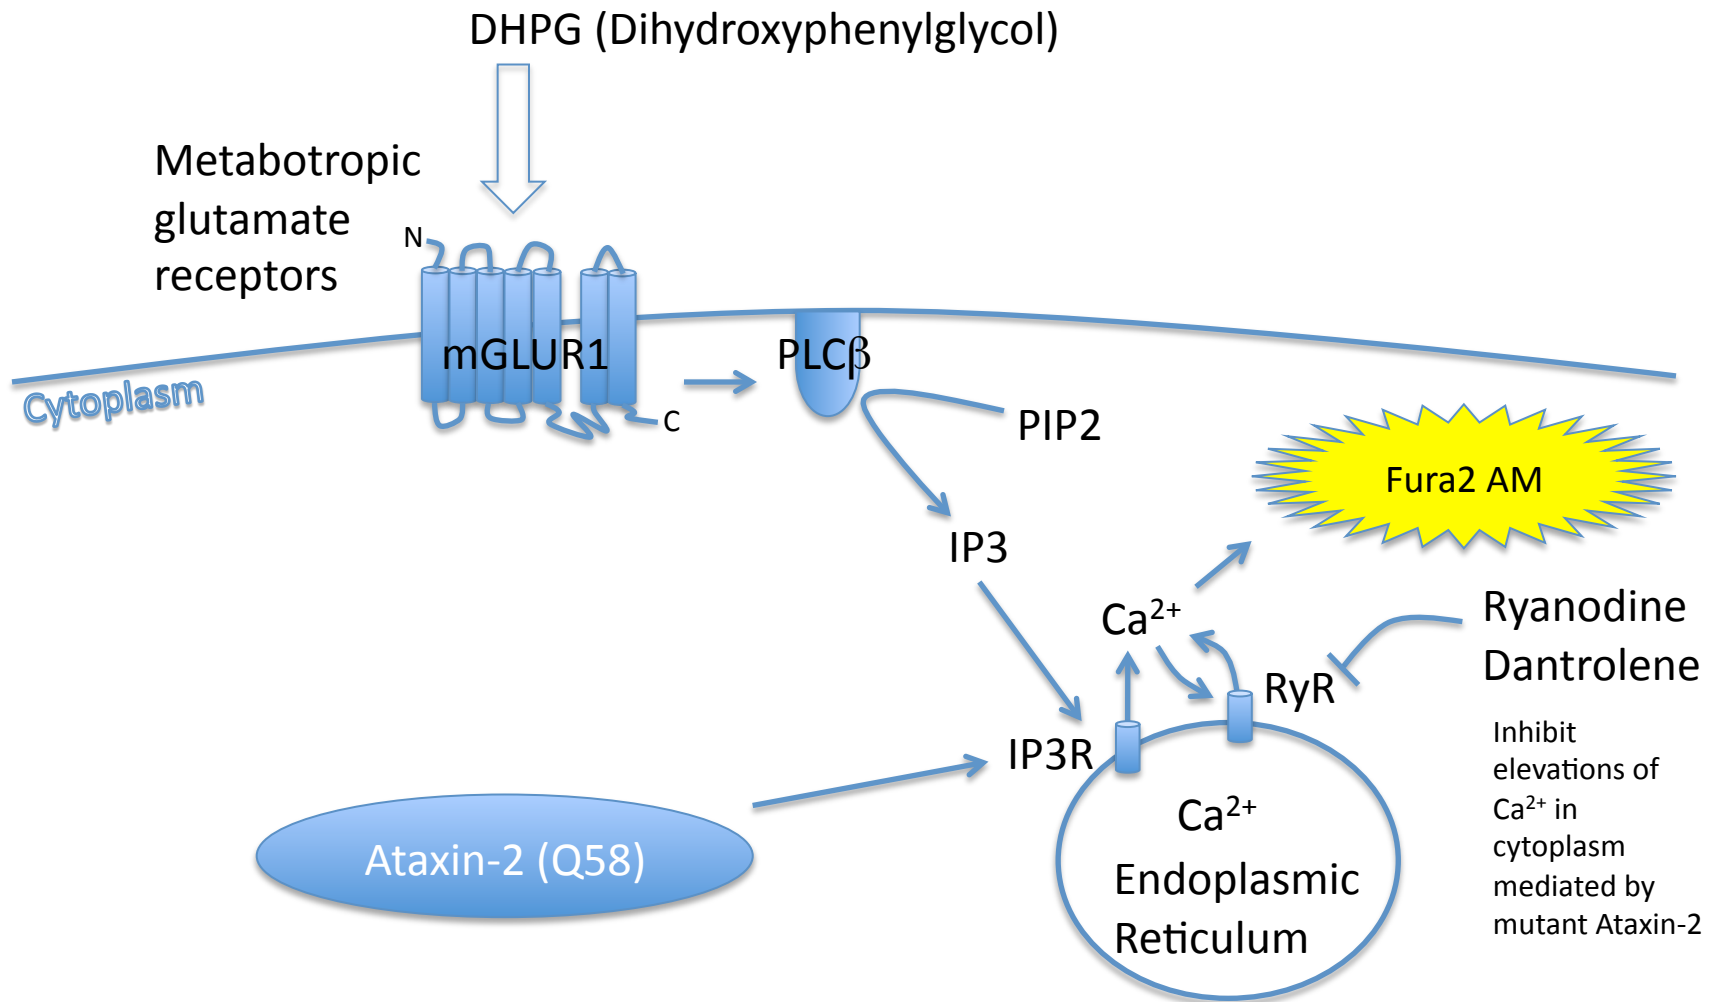 DHPG (Dihydroxyphenylglycol)
Metabotropic
glutamate
receptors
N
mGLUR1
C
PLCβ
Cytoplasm
PIP2
Fura2 AM
IP3
Ca²⁺
Ryanodine
Dantrolene
RyR
IP3R
Inhibit
elevations of
Ca²⁺ in
cytoplasm
mediated by
mutant Ataxin-2
Ca²⁺
Endoplasmic
Reticulum
Ataxin-2 (Q58)